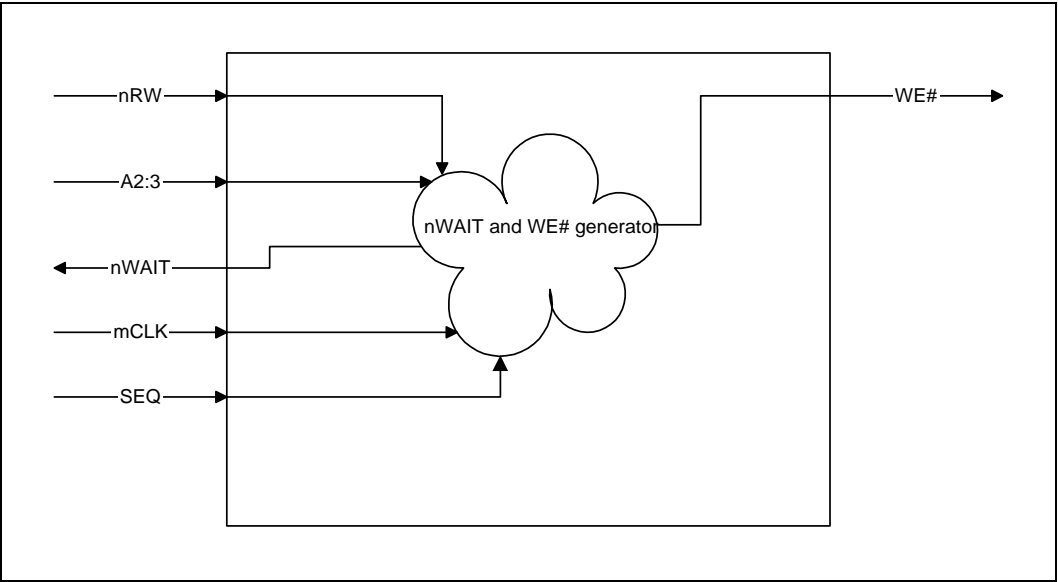 nRW
WE#
A2:3
nWAIT and WE# generator
nWAIT
mCLK
SEQ